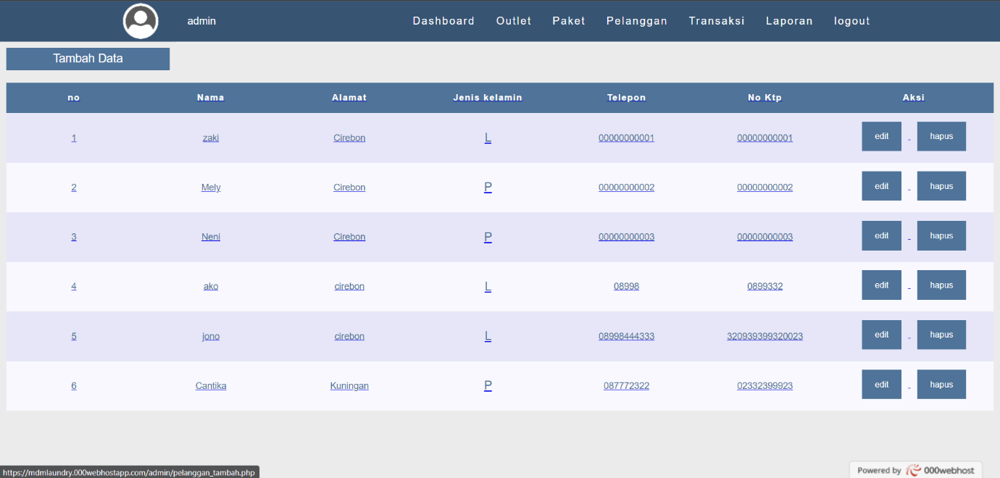 admin Dashboard Outlet Paket Pelanggan Transaksi Laporan logout
Tambah Data
no Nama Alamat Jenis kelamin Telepon No Ktp Aksi
1 zaki Cirebon L 00000000001 00000000001 edit - hapus
2 Mely Cirebon P 00000000002 00000000002 edit - hapus
3 Neni Cirebon P 00000000003 00000000003 edit - hapus
4 ako cirebon L 08998 0899332 edit - hapus
5 jono cirebon L 08998444333 320939399320023 edit - hapus
6 Cantika Kuningan P 087772322 02332399923 edit - hapus
https://mdmlaundry.000webhostapp.com/admin/pelanggan_tambah.php
Powered by 000webhost